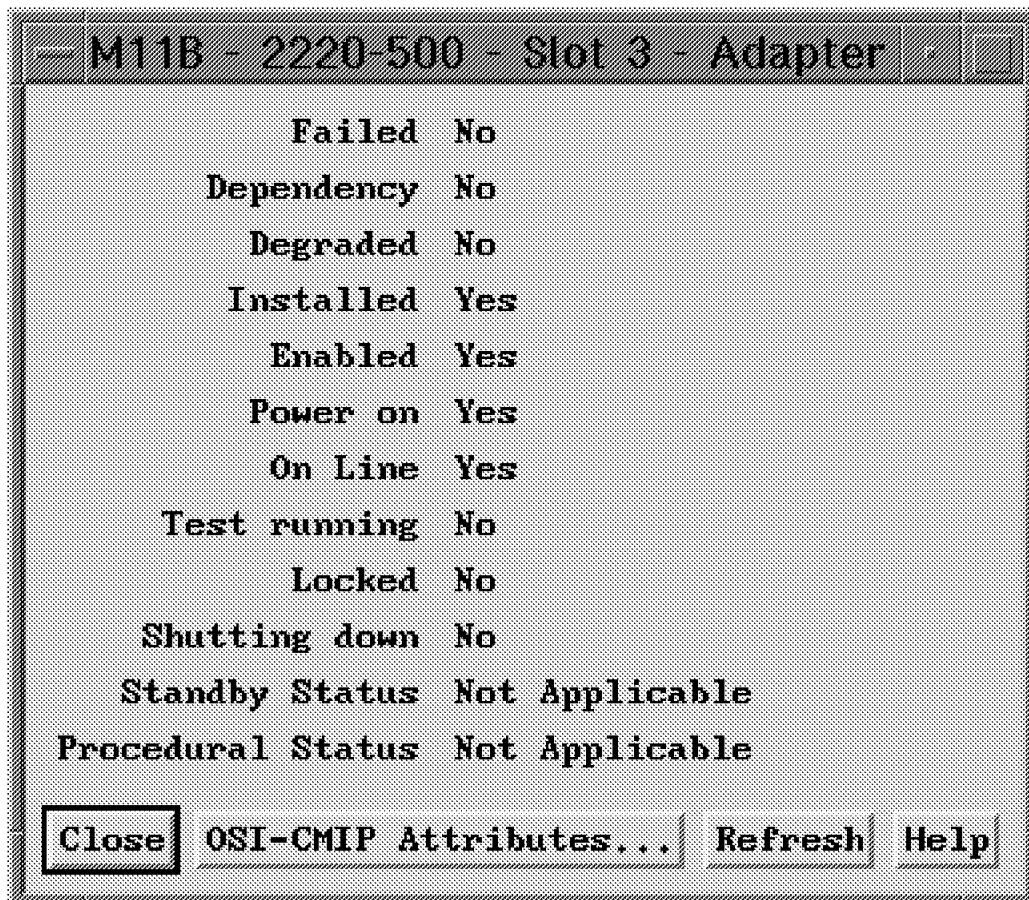 M11B - 2220-500 - Slot 3 - Adapter
Failed No
Dependency No
Degraded No
Installed Yes
Enabled Yes
Power on Yes
On Line Yes
Test running No
Locked No
Shutting down No
Standby Status Not Applicable
Procedural Status Not Applicable
Close OSI-CMIP Attributes... Refresh Help